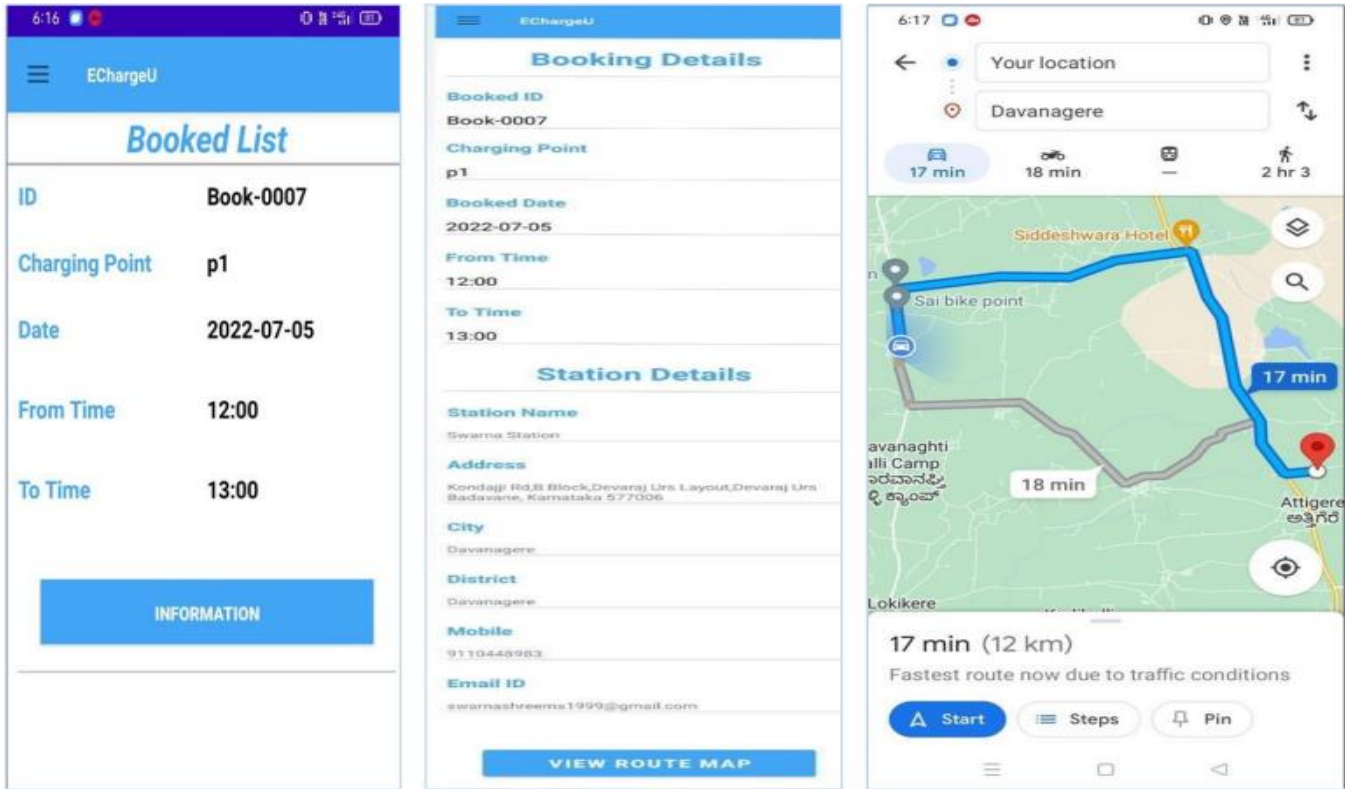 6:16
EChargeU
Booked List
ID Book-0007
Charging Point p1
Date 2022-07-05
From Time 12:00
To Time 13:00
INFORMATION
EChargeU
Booking Details
Booked ID
Book-0007
Charging Point
p1
Booked Date
2022-07-05
From Time
12:00
To Time
13:00
Station Details
Station Name
Swarna Station
Address
Kondajji Rd,B Block,Devaraj Urs Layout,Devaraj Urs
Badavane, Karnataka 577006
City
Davanagere
District
Davanagere
Mobile
9110448983
Email ID
swarnashreems1999@gmail.com
VIEW ROUTE MAP
6:17
Your location
Davanagere
17 min 18 min — 2 hr 3
Siddeshwara Hotel
Sai bike point
17 min
avanaghti
alli Camp
18 min
Attigere
ಅತ್ತಿಗೆರೆ
Lokikere
17 min (12 km)
Fastest route now due to traffic conditions
Start Steps Pin